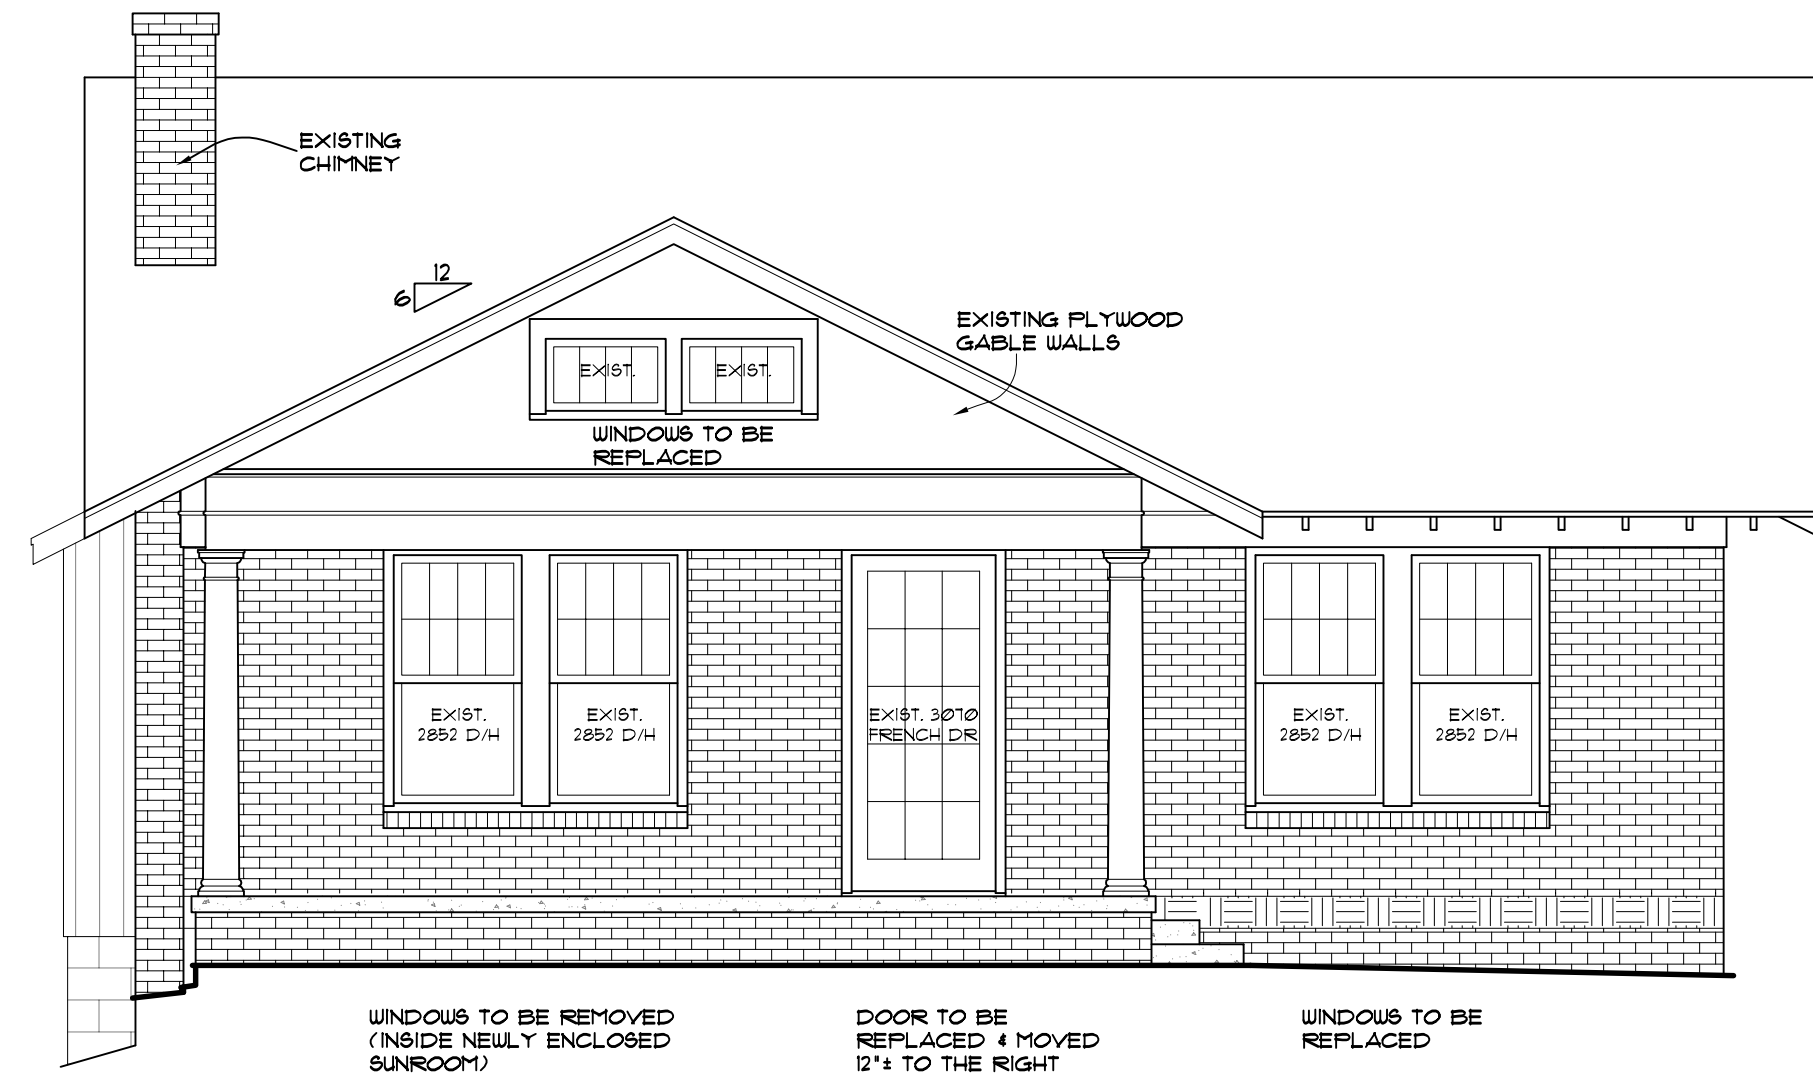 EXISTING
CHIMNEY
12
6
EXISTING PLYWOOD
GABLE WALLS
EXIST.
EXIST.
WINDOWS TO BE
REPLACED
EXIST.
2852 D/H
EXIST.
2852 D/H
EXIST. 3070
FRENCH DR
EXIST.
2852 D/H
EXIST.
2852 D/H
WINDOWS TO BE REMOVED
(INSIDE NEWLY ENCLOSED
SUNROOM)
DOOR TO BE
REPLACED & MOVED
12"± TO THE RIGHT
WINDOWS TO BE
REPLACED